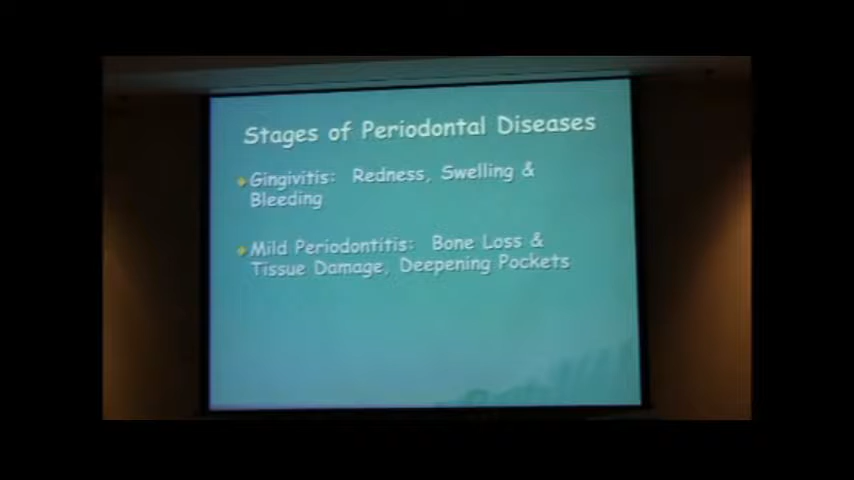 Stages of Periodontal Diseases
Gingivitis: Redness, Swelling &
Bleeding
Mild Periodontitis: Bone Loss &
Tissue Damage, Deepening Pockets